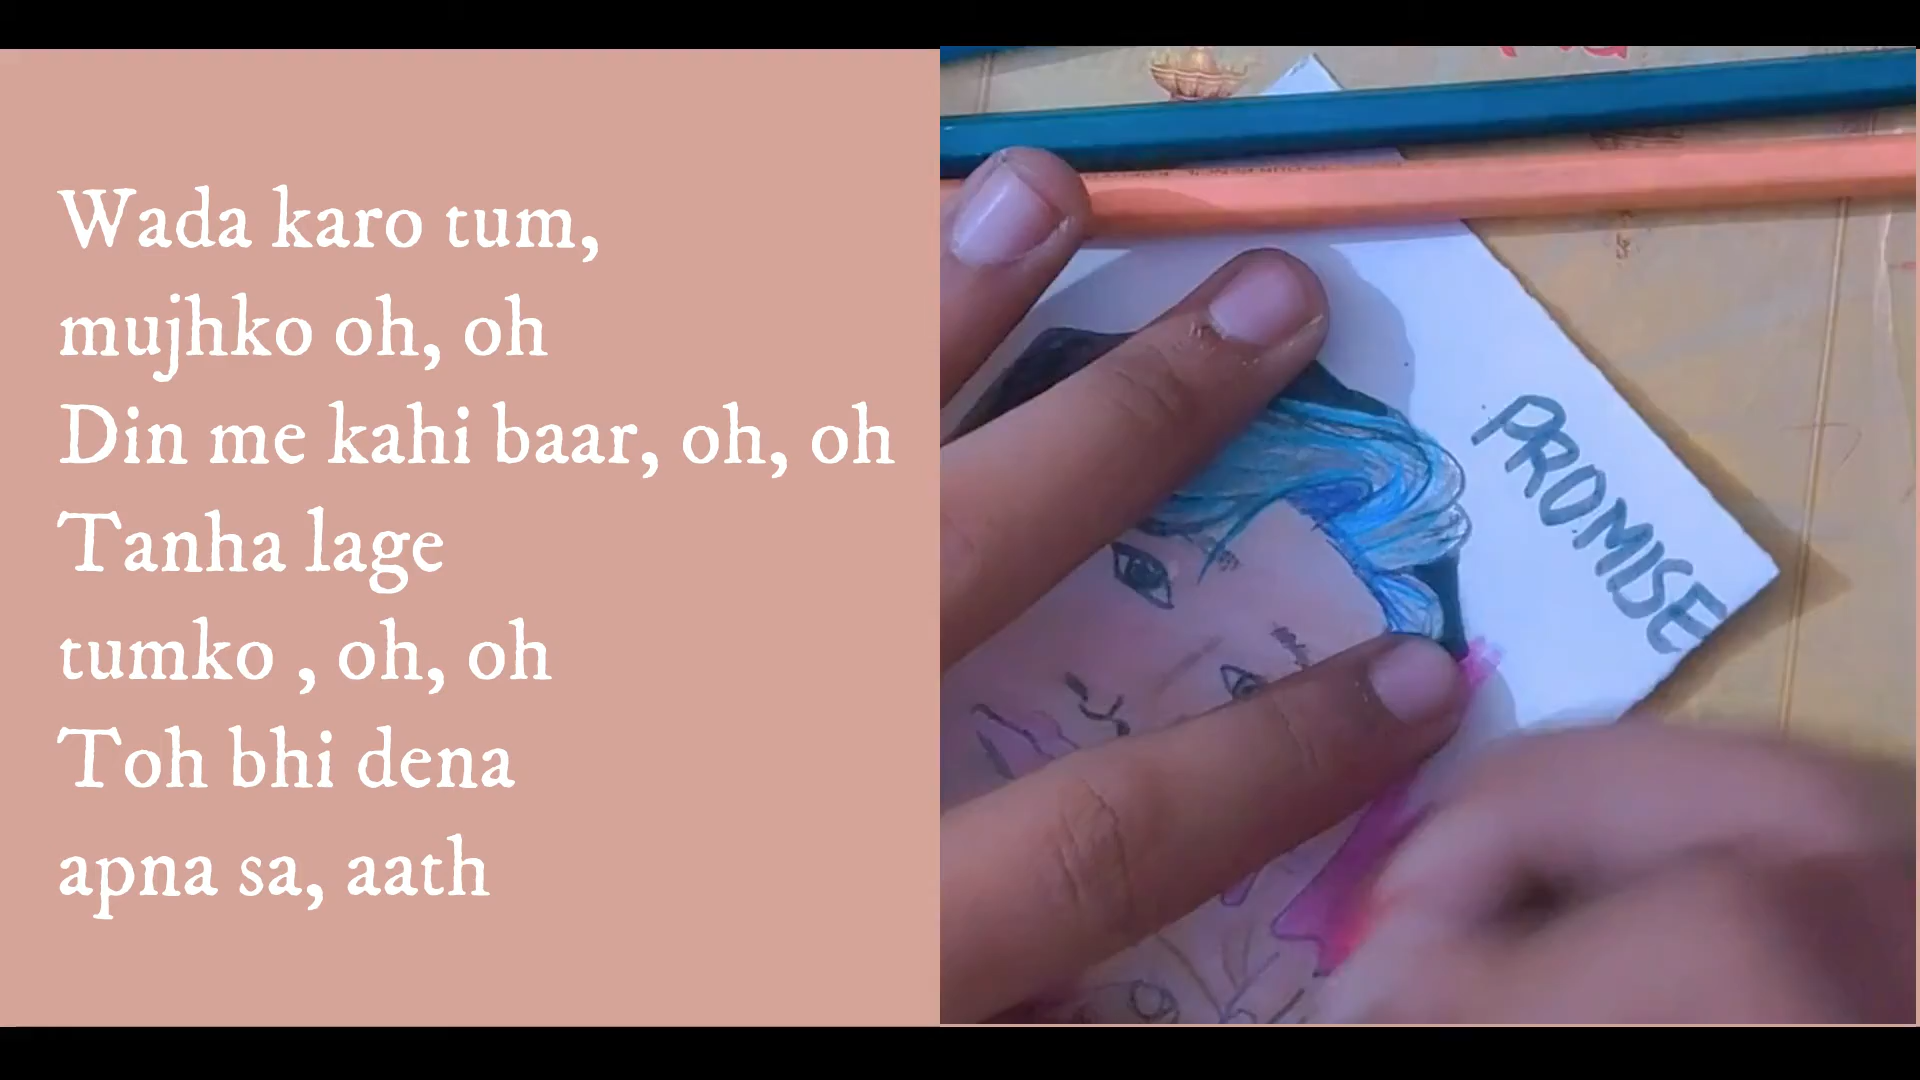 Wada karo tum,
mujhko oh, oh
Din me kahi baar, oh, oh
Tanha lage
tumko , oh, oh
Toh bhi dena
apna sa, aath
PROMISE